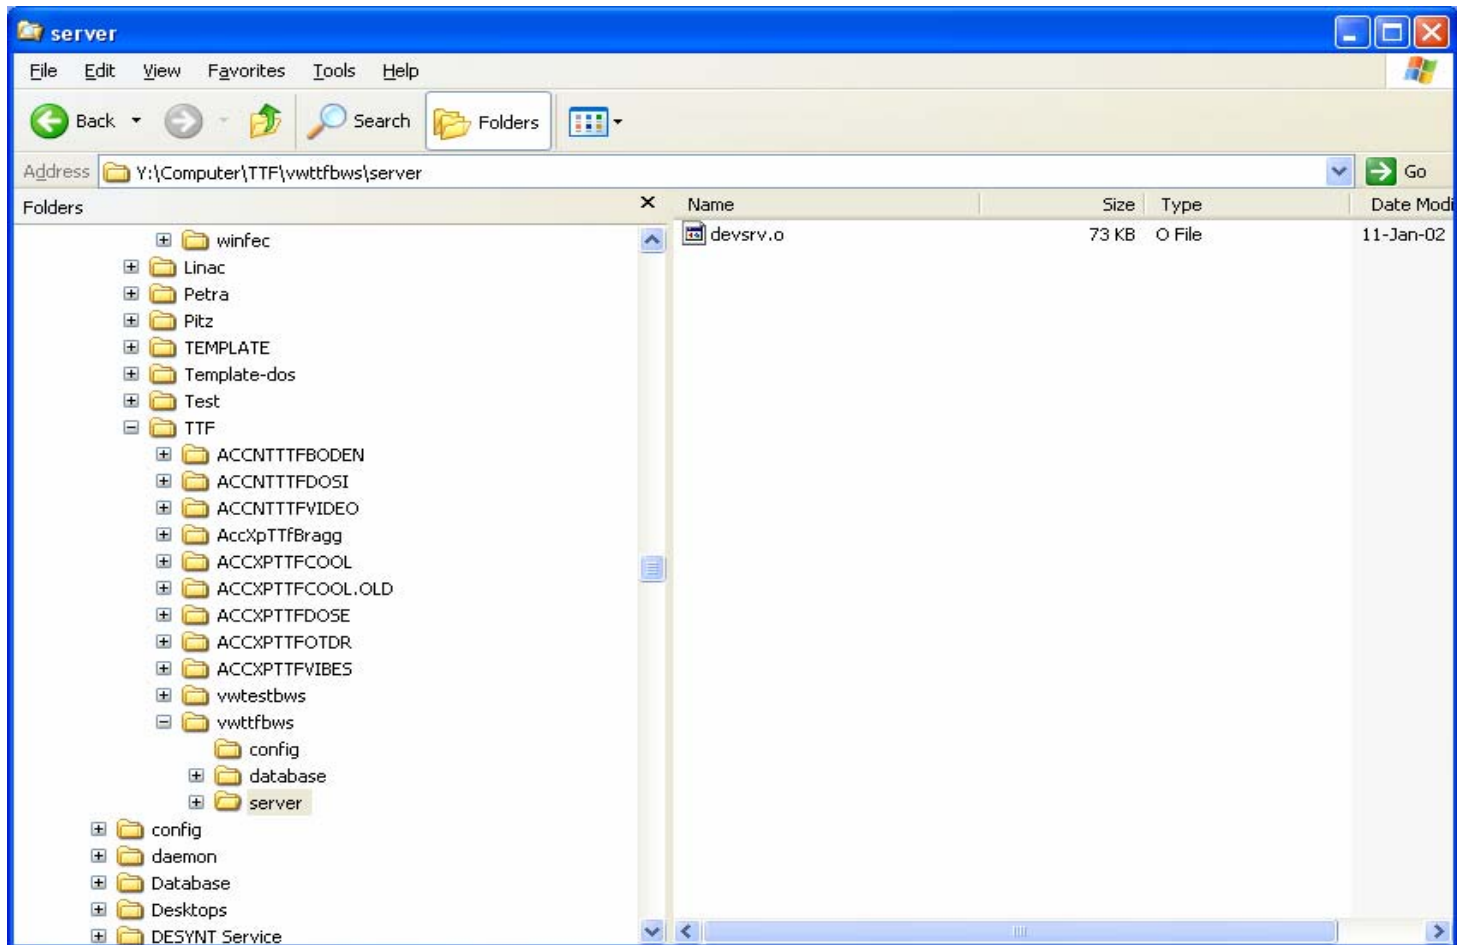 server
File Edit View Favorites Tools Help
Back Search Folders
Address Y:\Computer\TTF\vwttfbws\server Go
Folders
Name Size Type Date Modi
devsrv.o 73 KB O File 11-Jan-02
winfec
Linac
Petra
Pitz
TEMPLATE
Template-dos
Test
TTF
ACCNTTTFBODEN
ACCNTTTFDOSI
ACCNTTTFVIDEO
AccXpTTfBragg
ACCXPTTFCOOL
ACCXPTTFCOOL.OLD
ACCXPTTFDOSE
ACCXPTTFOTDR
ACCXPTTFVIBES
vwtestbws
vwttfbws
config
database
server
config
daemon
Database
Desktops
DESYNT Service